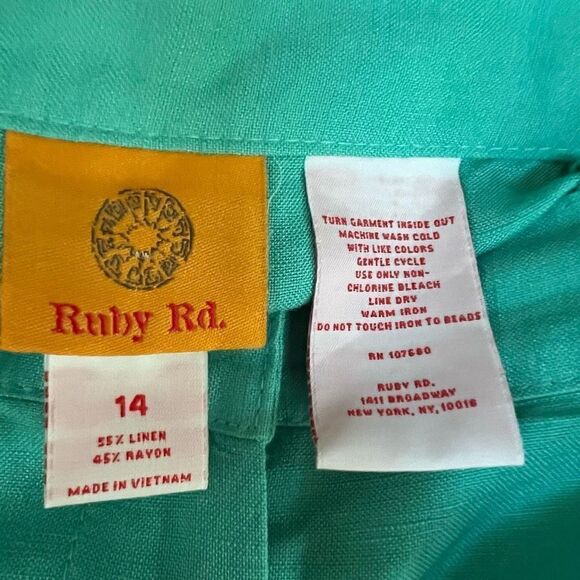 Ruby Rd.
14
55% LINEN
45% RAYON
MADE IN VIETNAM
TURN GARMENT INSIDE OUT
MACHINE WASH COLD
WITH LIKE COLORS
GENTLE CYCLE
USE ONLY NON-
CHLORINE BLEACH
LINE DRY
WARM IRON
DO NOT TOUCH IRON TO BEADS
RN 107680
RUBY RD.
1411 BROADWAY
NEW YORK, NY, 10018